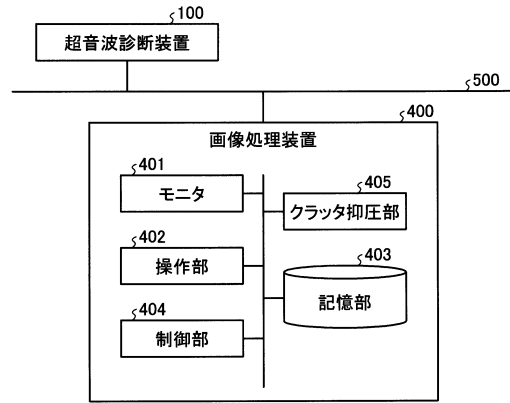 100
超音波診断装置
500
400
画像処理装置
401
モニタ
405
クラッタ抑圧部
402
操作部
403
記憶部
404
制御部